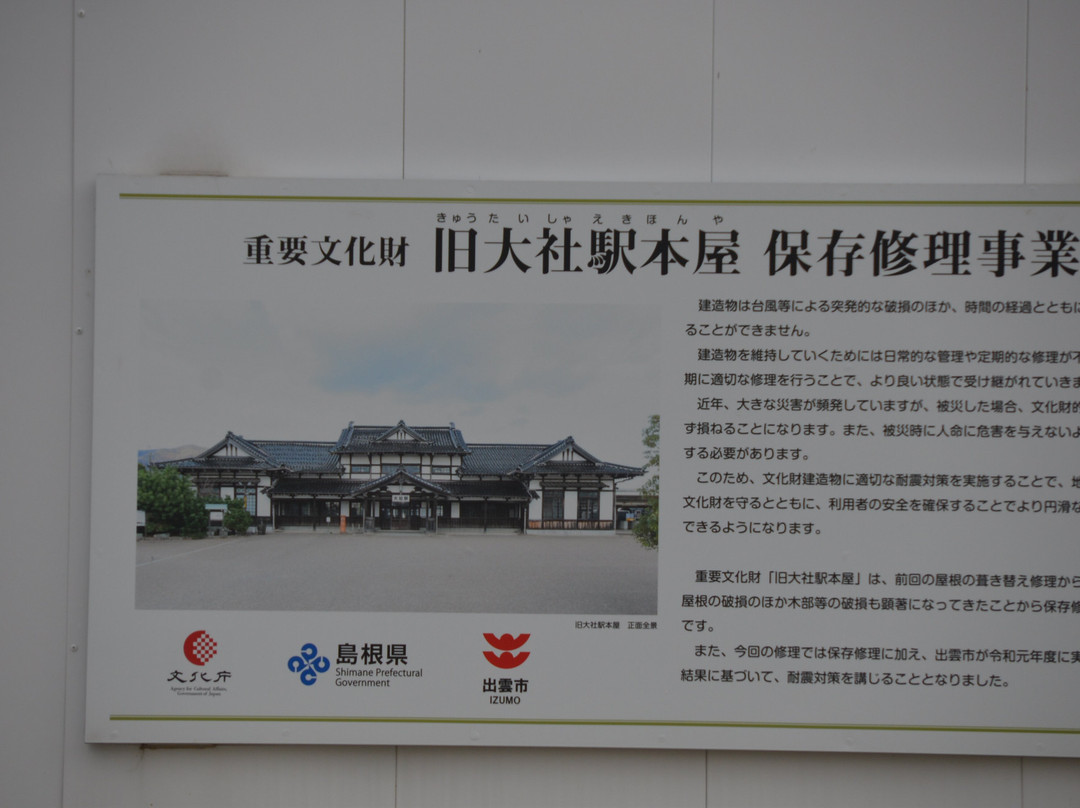 きゅうたいしゃえきほんや
重要文化財 旧大社駅本屋 保存修理事業
建造物は台風等による突発的な破損のほか、時間の経過ととも
ることができません。
建造物を維持していくためには日常的な管理や定期的な修理が
期に適切な修理を行うことで、より良い状態で受け継がれていきま
近年、大きな災害が頻発していますが、被災した場合、文化財的
ず損ねることになります。また、被災時に人命に危害を与えないよ
する必要があります。
このため、文化財建造物に適切な耐震対策を実施することで、地
文化財を守るとともに、利用者の安全を確保することでより円滑な
できるようになります。
重要文化財「旧大社駅本屋」は、前回の屋根の葺き替え修理から
屋根の破損のほか木部等の破損も顕著になってきたことから保存修
です。
また、今回の修理では保存修理に加え、出雲市が令和元年度に実
結果に基づいて、耐震対策を講じることとなりました。
旧大社駅本屋 正面全景
文化庁
Agency for Cultural Affairs,
Government of Japan
島根県
Shimane Prefectural
Government
出雲市
IZUMO